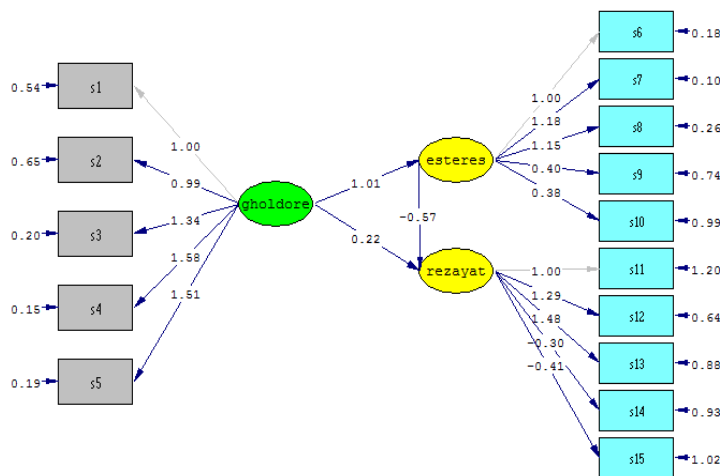 s6
0.18
s7
0.10
s8
0.26
s9
0.74
s10
0.99
s11
1.20
s12
0.64
s13
0.88
s14
0.93
s15
1.02
0.54
s1
0.65
s2
0.20
s3
0.15
s4
0.19
s5
1.00
0.99
1.34
1.58
1.51
gholdore
1.01
0.22
esteres
-0.57
rezayat
1.00
1.18
1.15
0.40
0.38
1.00
1.29
1.48
-0.30
-0.41